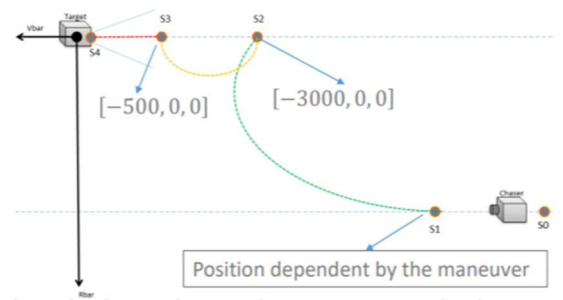 Target
S3
S2
Vbar
S4
[−500,0,0]
[−3000,0,0]
Chaser
S1
S0
Position dependent by the maneuver
Rbar